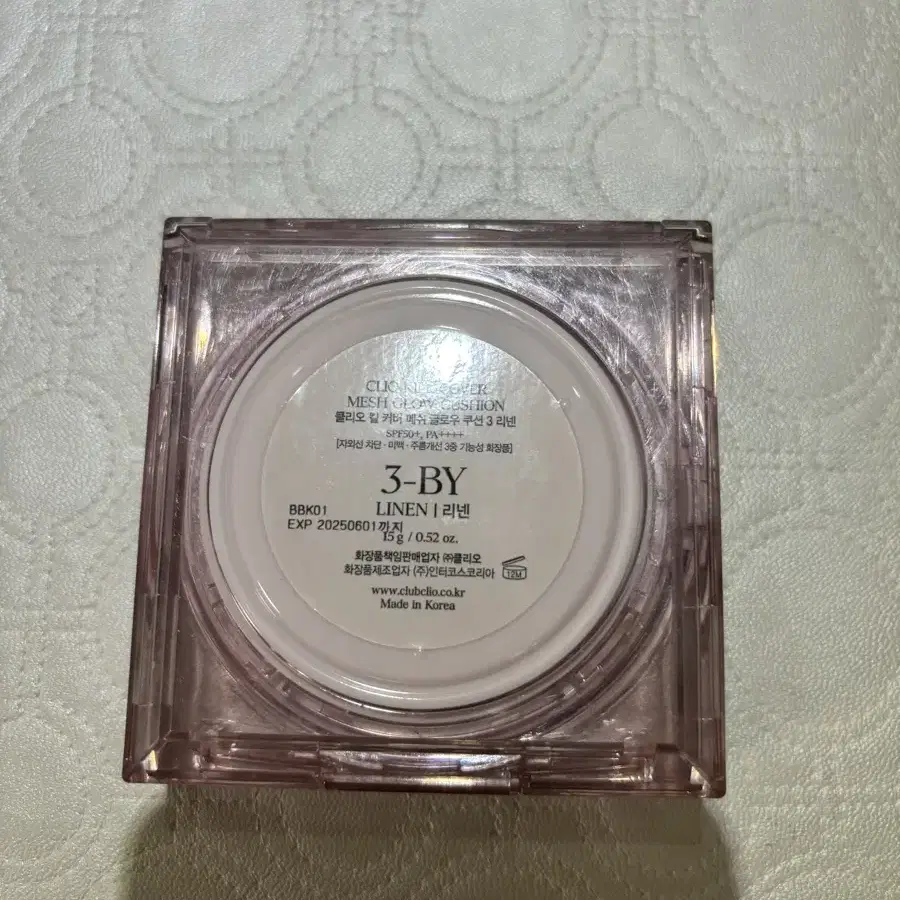 CLIO KILL COVER
MESH GLOW CUSHION
클리오 킬 커버 메쉬 글로우 쿠션 3 리넨
SPF50+, PA++++
[자외선 차단 · 미백 · 주름개선 3중 기능성 화장품]
3-BY
LINEN | 리넨
BBK01
EXP 20250601까지
15 g / 0.52 oz.
화장품책임판매업자 ㈜클리오
화장품제조업자 (주)인터코스코리아
12M
www.clubclio.co.kr
Made in Korea